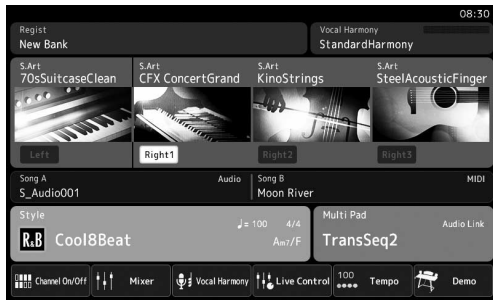 08:30
Regist
New Bank
Vocal Harmony
StandardHarmony
S.Art
70sSuitcaseClean
S.Art
CFX ConcertGrand
S.Art
KinoStrings
S.Art
SteelAcousticFinger
Left
Right1
Right2
Right3
Song A
Audio
S_Audio001
Song B
MIDI
Moon River
Style
♩= 100 4/4
R&B
Cool8Beat
Am7/F
Multi Pad
Audio Link
TransSeq2
Channel On/Off
Mixer
Vocal Harmony
Live Control
100
Tempo
Demo